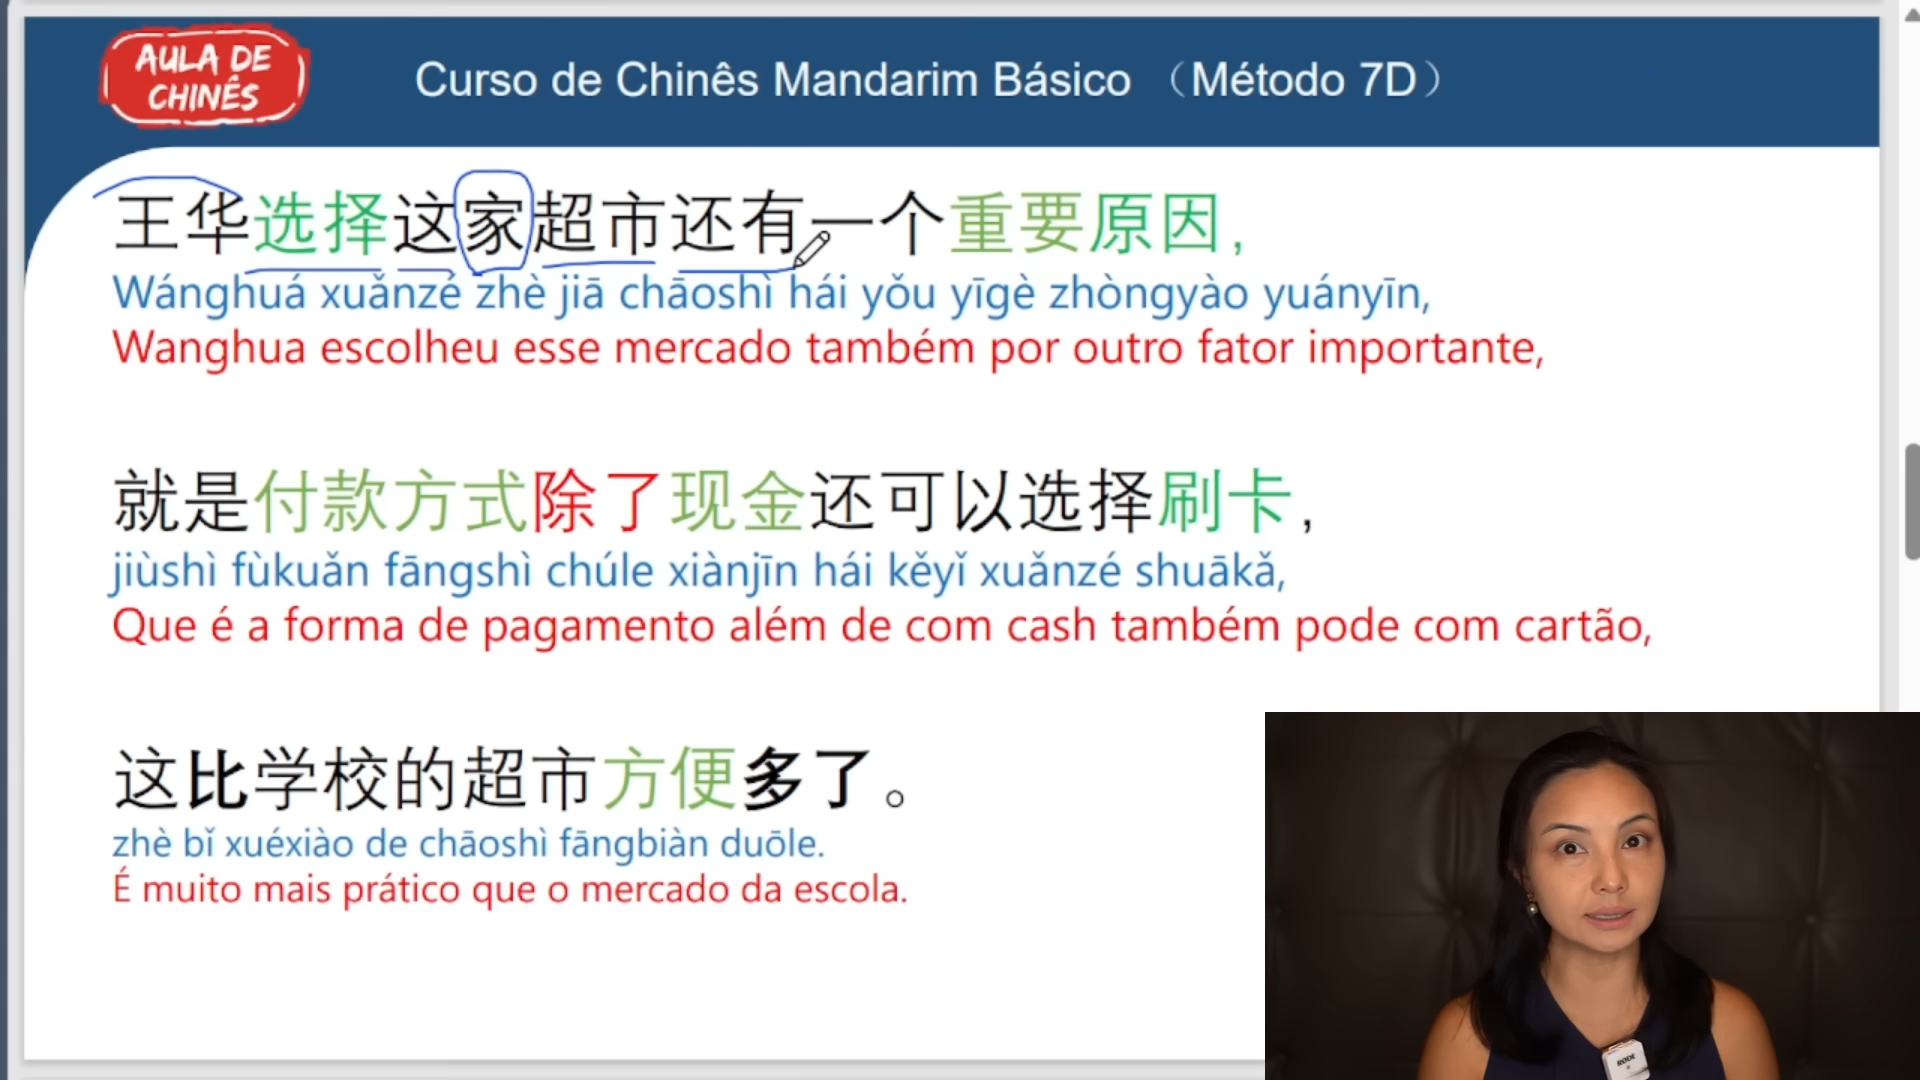 AULA DE
CHINÊS
Curso de Chinês Mandarim Básico （Método 7D）
王华选择这家超市还有一个重要原因,
Wánghuá xuǎnzé zhè jiā chāoshì hái yǒu yīgè zhòngyào yuányīn,
Wanghua escolheu esse mercado também por outro fator importante,
就是付款方式除了现金还可以选择刷卡,
jiùshì fùkuǎn fāngshì chúle xiànjīn hái kěyǐ xuǎnzé shuākǎ,
Que é a forma de pagamento além de com cash também pode com cartão,
这比学校的超市方便多了。
zhè bǐ xuéxiào de chāoshì fāngbiàn duōle.
É muito mais prático que o mercado da escola.
RODE